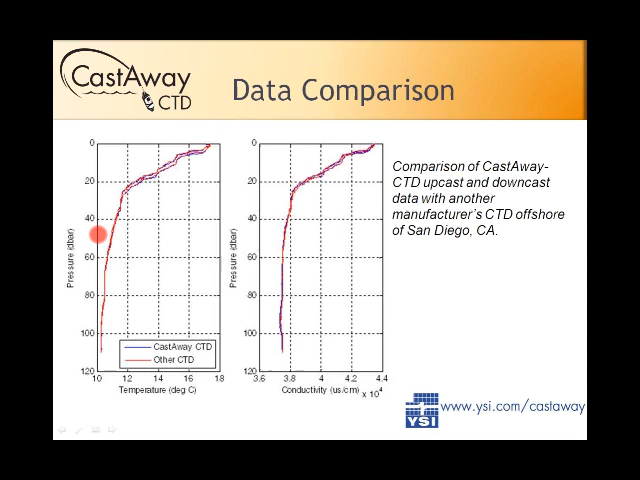 CastAway
CTD
Data Comparison
0
20
40
60
80
100
120
Pressure (dbar)
CastAway CTD
Other CTD
10 12 14 16 18
Temperature (deg C)
0
20
40
60
80
100
120
Pressure (dbar)
3.6 3.8 4 4.2 4.4
Conductivity (us/cm) x 10^4
Comparison of CastAway-
CTD upcast and downcast
data with another
manufacturer's CTD offshore
of San Diego, CA.
YSI
www.ysi.com/castaway